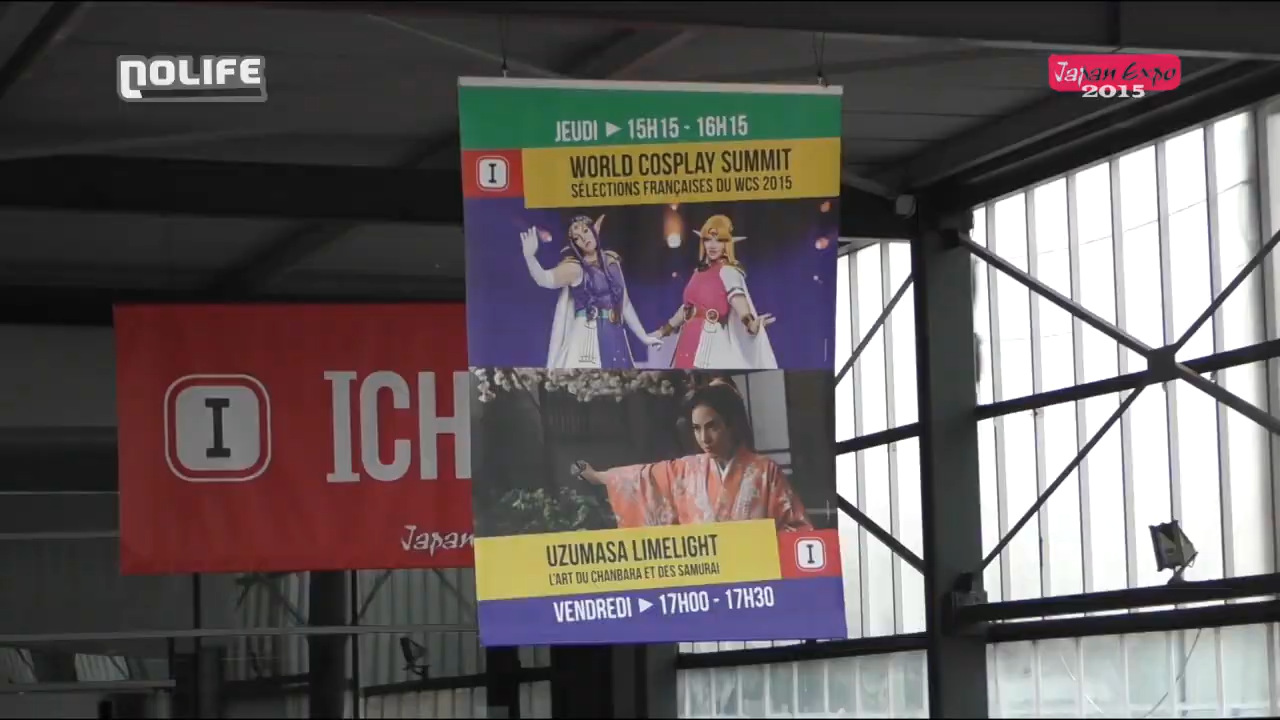 NOLIFE
Japan Expo
2015
JEUDI ▶ 15H15 - 16H15
I
WORLD COSPLAY SUMMIT
SÉLECTIONS FRANÇAISES DU WCS 2015
I
ICH
Japan
UZUMASA LIMELIGHT
L'ART DU CHANBARA ET DES SAMURAI
I
VENDREDI ▶ 17H00 - 17H30